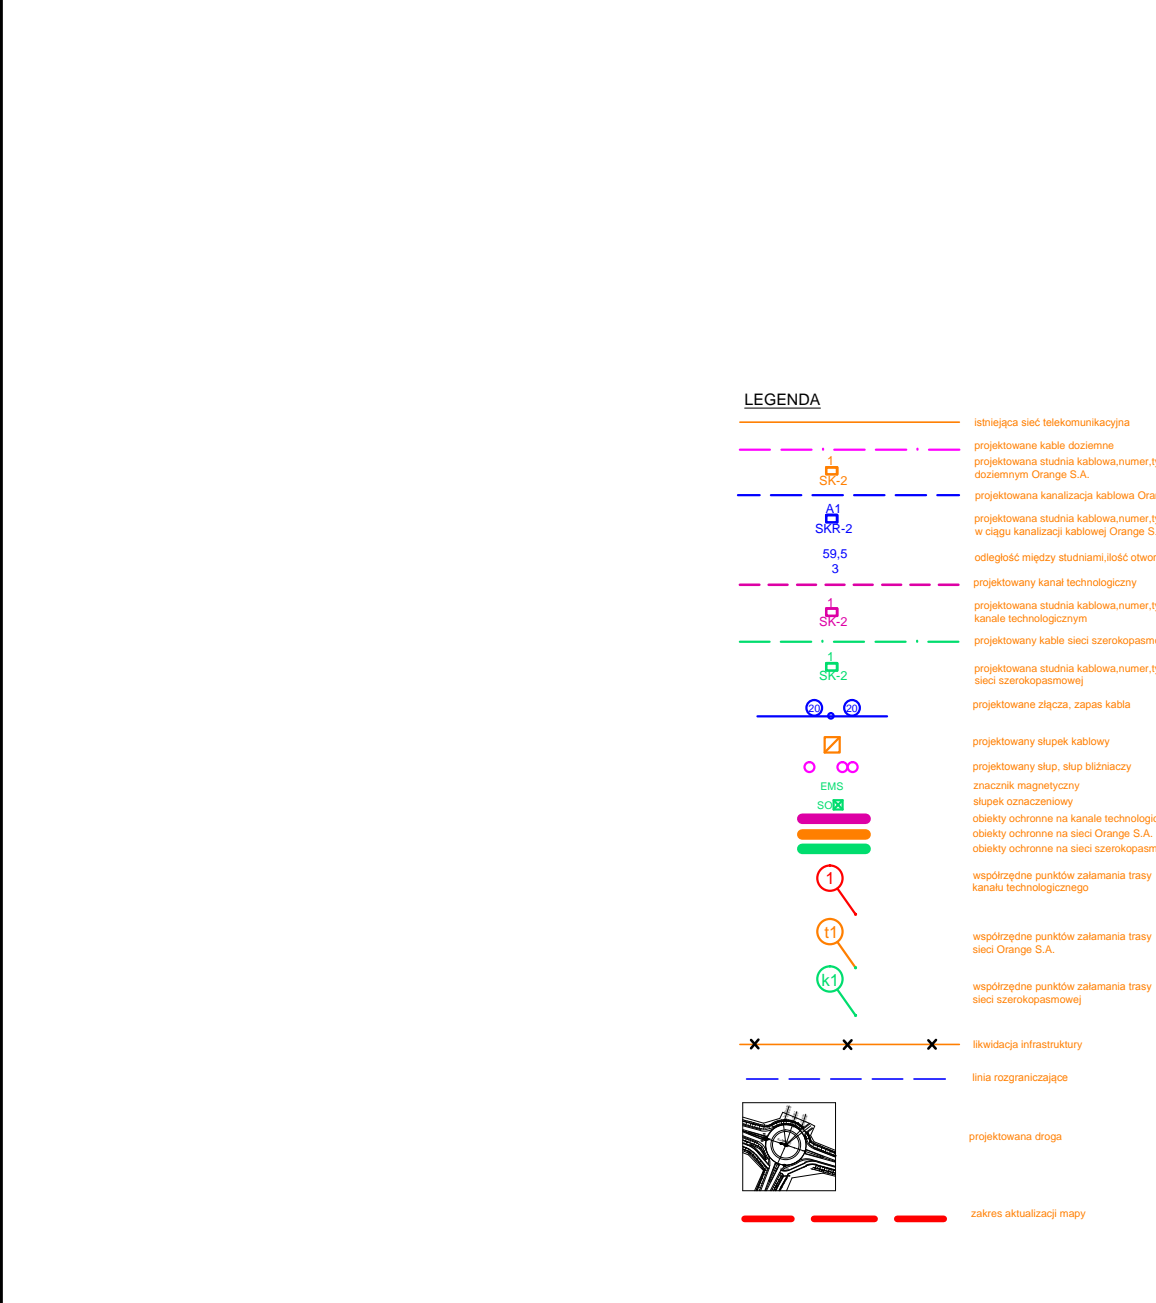 LEGENDA
istniejąca sieć telekomunikacyjna
projektowane kable doziemne
1
SK-2
projektowana studnia kablowa,numer,ty
doziemnym Orange S.A.
projektowana kanalizacja kablowa Ora
A1
SKR-2
projektowana studnia kablowa,numer,ty
w ciągu kanalizacji kablowej Orange S.
59,5
3
odległość między studniami,ilość otwor
projektowany kanał technologiczny
1
SK-2
projektowana studnia kablowa,numer,ty
kanale technologicznym
projektowany kable sieci szerokopasmo
1
SK-2
projektowana studnia kablowa,numer,ty
sieci szerokopasmowej
20 20
projektowane złącza, zapas kabla
projektowany słupek kablowy
projektowany słup, słup bliźniaczy
EMS
znacznik magnetyczny
SO
słupek oznaczeniowy
obiekty ochronne na kanałe technologic
obiekty ochronne na sieci Orange S.A.
obiekty ochronne na sieci szerokopasm
1
współrzędne punktów załamania trasy
kanału technologicznego
t1
współrzędne punktów załamania trasy
sieci Orange S.A.
k1
współrzędne punktów załamania trasy
sieci szerokopasmowej
likwidacja infrastruktury
linia rozgraniczające
projektowana droga
zakres aktualizacji mapy